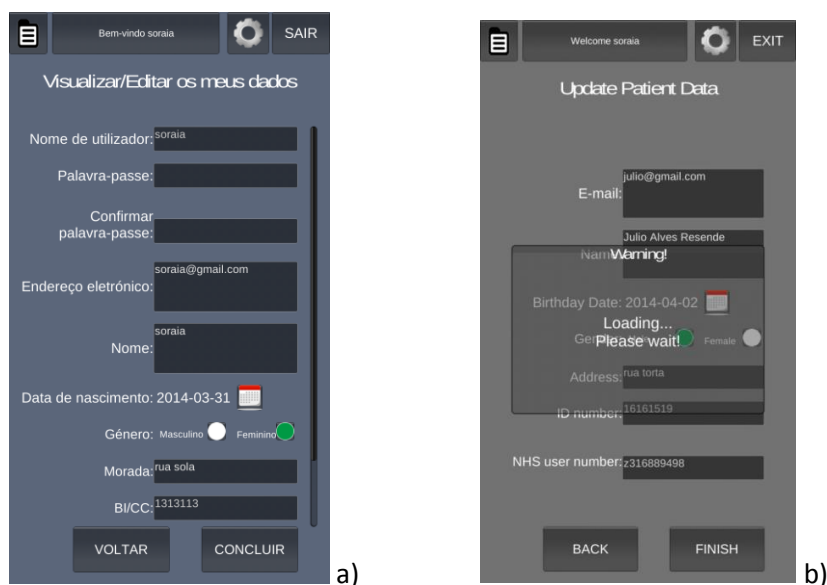 Bem-vindo soraia
SAIR
Visualizar/Editar os meus dados
Nome de utilizador: soraia
Palavra-passe:
Confirmar
palavra-passe:
Endereço eletrónico: soraia@gmail.com
Nome: soraia
Data de nascimento: 2014-03-31
Género: Masculino Feminino
Morada: rua sola
BI/CC: 1313113
VOLTAR CONCLUIR
a)
Welcome soraia
EXIT
Update Patient Data
E-mail: julio@gmail.com
Julio Alves Resende
Warning!
Birthday Date: 2014-04-02
Loading...
Please wait!
Female
Address: rua torta
ID number: 16161519
NHS user number: z316889498
BACK FINISH
b)